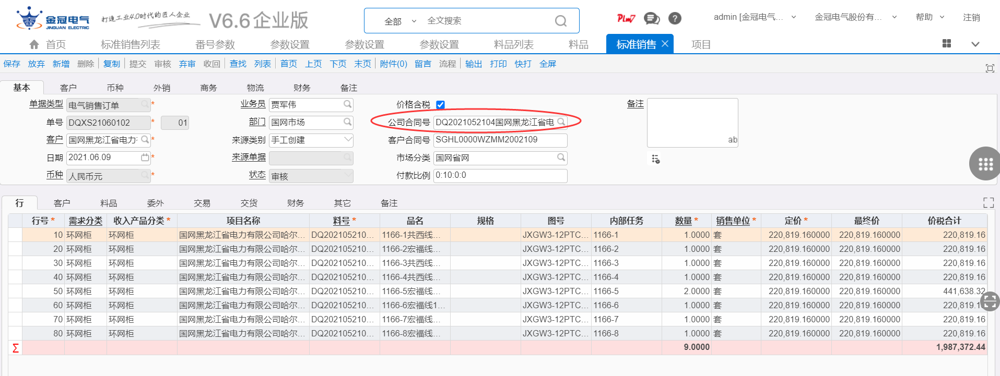 金冠电气 JINGUAN ELECTRIC 打造工业4.0时代的匠人企业 V6.6企业版 全部 全文搜索 Plm7 ? admin [金冠电气... 金冠电气股份有... 帮助 注销
首页 标准销售列表 番号参数 参数设置 参数设置 参数设置 料品列表 料品 标准销售 项目
保存 放弃 新增 删除 复制 提交 审核 弃审 收回 查找 列表 首页 上页 下页 末页 附件(0) 留言 流程 输出 打印 快打 全屏
基本 客户 币种 外销 商务 物流 财务 备注
单据类型 电气销售订单 * 业务员 贾军伟 价格含税 备注
单号 DQXS21060102 * 01 部门 国网市场 公司合同号 DQ2021052104国网黑龙江省电
客户 国网黑龙江省电力 * 来源类别 手工创建 客户合同号 SGHL0000WZMM2002109 ab
日期 2021.06.09 * 来源单据 市场分类 国网省网
币种 人民币元 * 状态 审核 付款比例 0:10:0:0
行 客户 料品 委外 交易 交货 财务 其它 备注
行号 * 需求分类 收入产品分类 * 项目名称 料号 * 品名 规格 图号 内部任务 数量 * 销售单位 * 定价 * 最终价 价税合计
10 环网柜 环网柜 国网黑龙江省电力有限公司哈尔... DQ202105210... 1166-1共西线... JXGW3-12PTC... 1166-1 1.0000 套 220,819.160000 220,819.160000 220,819.16
20 环网柜 环网柜 国网黑龙江省电力有限公司哈尔... DQ202105210... 1166-2宏福线... JXGW3-12PTC... 1166-2 1.0000 套 220,819.160000 220,819.160000 220,819.16
30 环网柜 环网柜 国网黑龙江省电力有限公司哈尔... DQ202105210... 1166-3共西线... JXGW3-12PTC... 1166-3 1.0000 套 220,819.160000 220,819.160000 220,819.16
40 环网柜 环网柜 国网黑龙江省电力有限公司哈尔... DQ202105210... 1166-4共西线... JXGW3-12PTC... 1166-4 1.0000 套 220,819.160000 220,819.160000 220,819.16
50 环网柜 环网柜 国网黑龙江省电力有限公司哈尔... DQ202105210... 1166-5宏福线... JXGW3-12PTC... 1166-5 2.0000 套 220,819.160000 220,819.160000 441,638.32
60 环网柜 环网柜 国网黑龙江省电力有限公司哈尔... DQ202105210... 1166-6宏福线1... JXGW3-12PTC... 1166-6 1.0000 套 220,819.160000 220,819.160000 220,819.1
70 环网柜 环网柜 国网黑龙江省电力有限公司哈尔... DQ202105210... 1166-7宏福线... JXGW3-12PTC... 1166-7 1.0000 套 220,819.160000 220,819.160000 220,819.16
80 环网柜 环网柜 国网黑龙江省电力有限公司哈尔... DQ202105210... 1166-8宏福线... JXGW3-12PTC... 1166-8 1.0000 套 220,819.160000 220,819.160000 220,819.16
Σ 9.0000 1,987,372.44